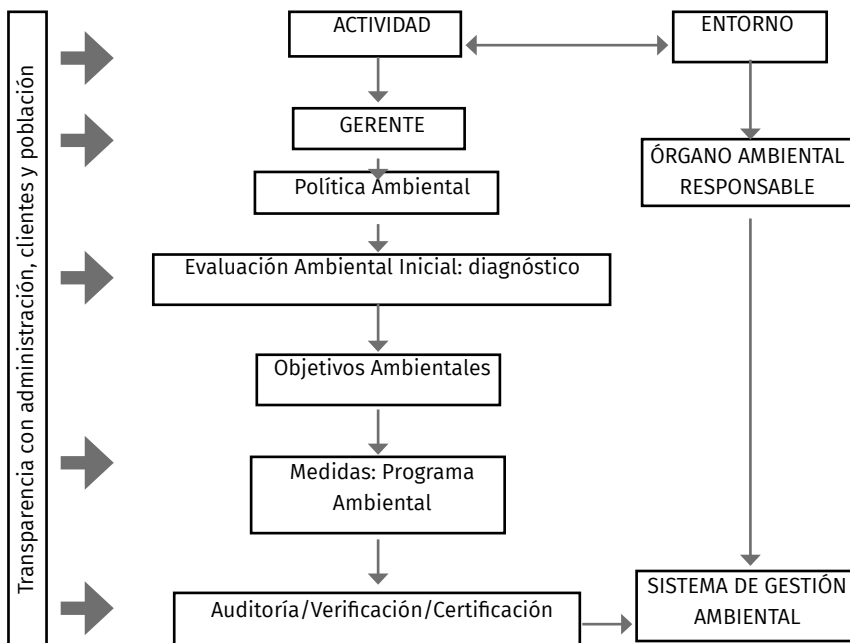 Transparencia con administración, clientes y población
ACTIVIDAD
ENTORNO
GERENTE
ÓRGANO AMBIENTAL
RESPONSABLE
Política Ambiental
Evaluación Ambiental Inicial: diagnóstico
Objetivos Ambientales
Medidas: Programa
Ambiental
Auditoría/Verificación/Certificación
SISTEMA DE GESTIÓN
AMBIENTAL